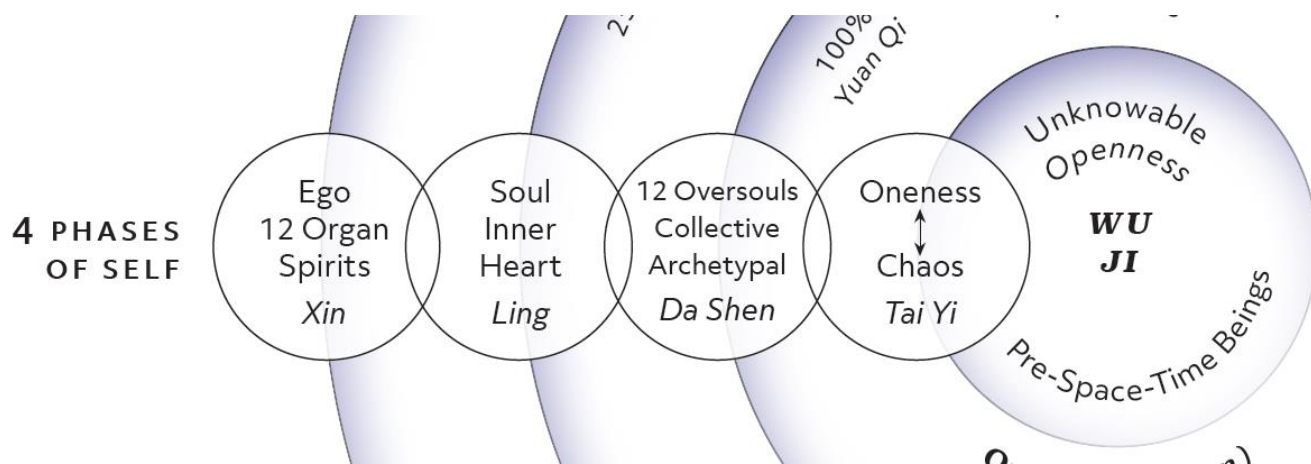 4 PHASES
OF SELF
Ego
12 Organ
Spirits
Xin
Soul
Inner
Heart
Ling
12 Oversouls
Collective
Archetypal
Da Shen
Oneness
Chaos
Tai Yi
100%
Yuan Qi
Unknowable
Openness
WU
JI
Pre-Space-Time Beings